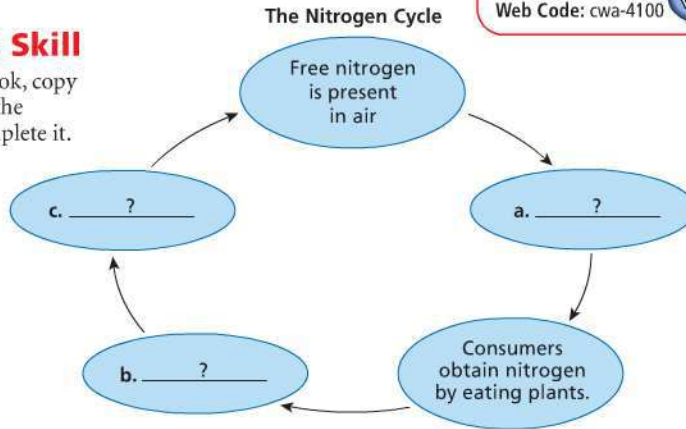 The Nitrogen Cycle
Web Code: cwa-4100
Skill
ok, copy
he
plete it.
Free nitrogen
is present
in air
c. ? 
a. ? 
Consumers
obtain nitrogen
by eating plants.
b. ?